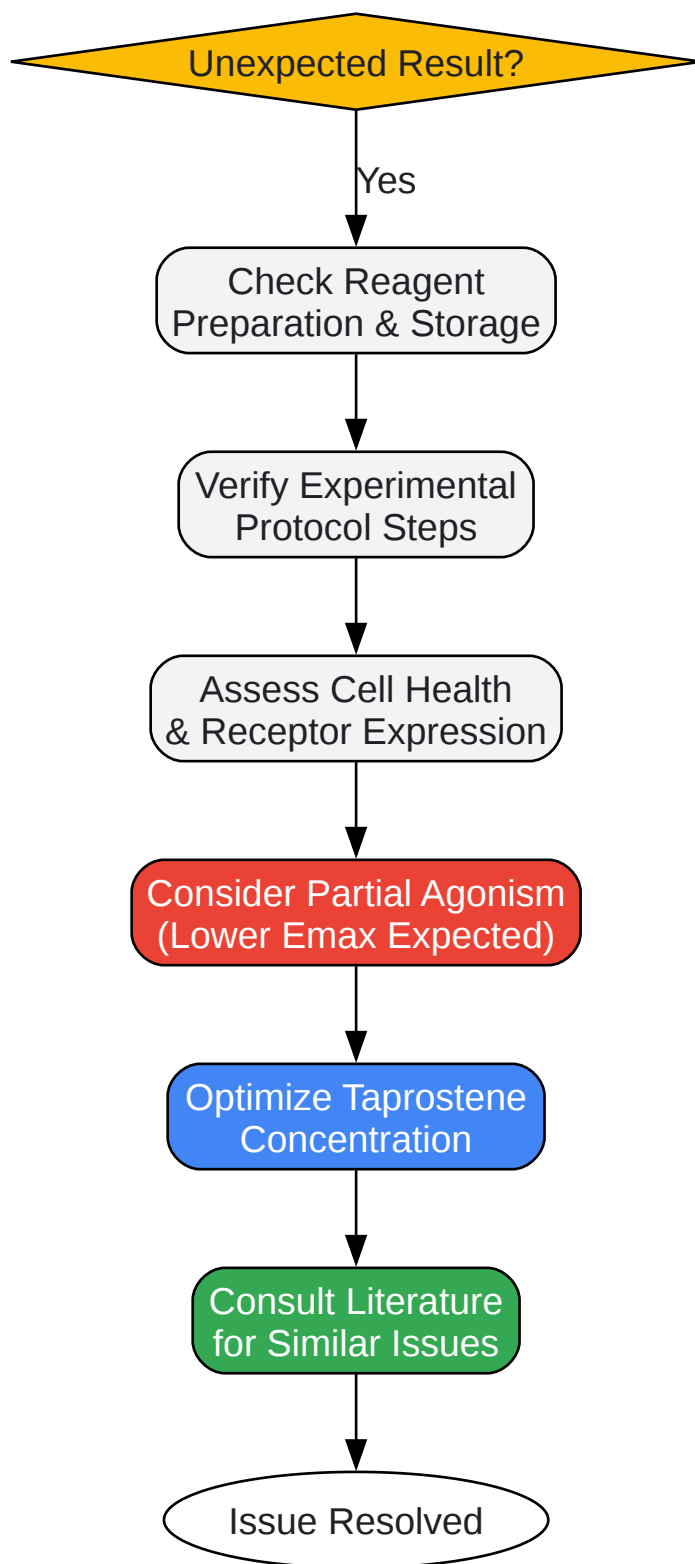 Unexpected Result?
Yes
Check Reagent
Preparation & Storage
Verify Experimental
Protocol Steps
Assess Cell Health
& Receptor Expression
Consider Partial Agonism
(Lower Emax Expected)
Optimize Taprostene
Concentration
Consult Literature
for Similar Issues
Issue Resolved